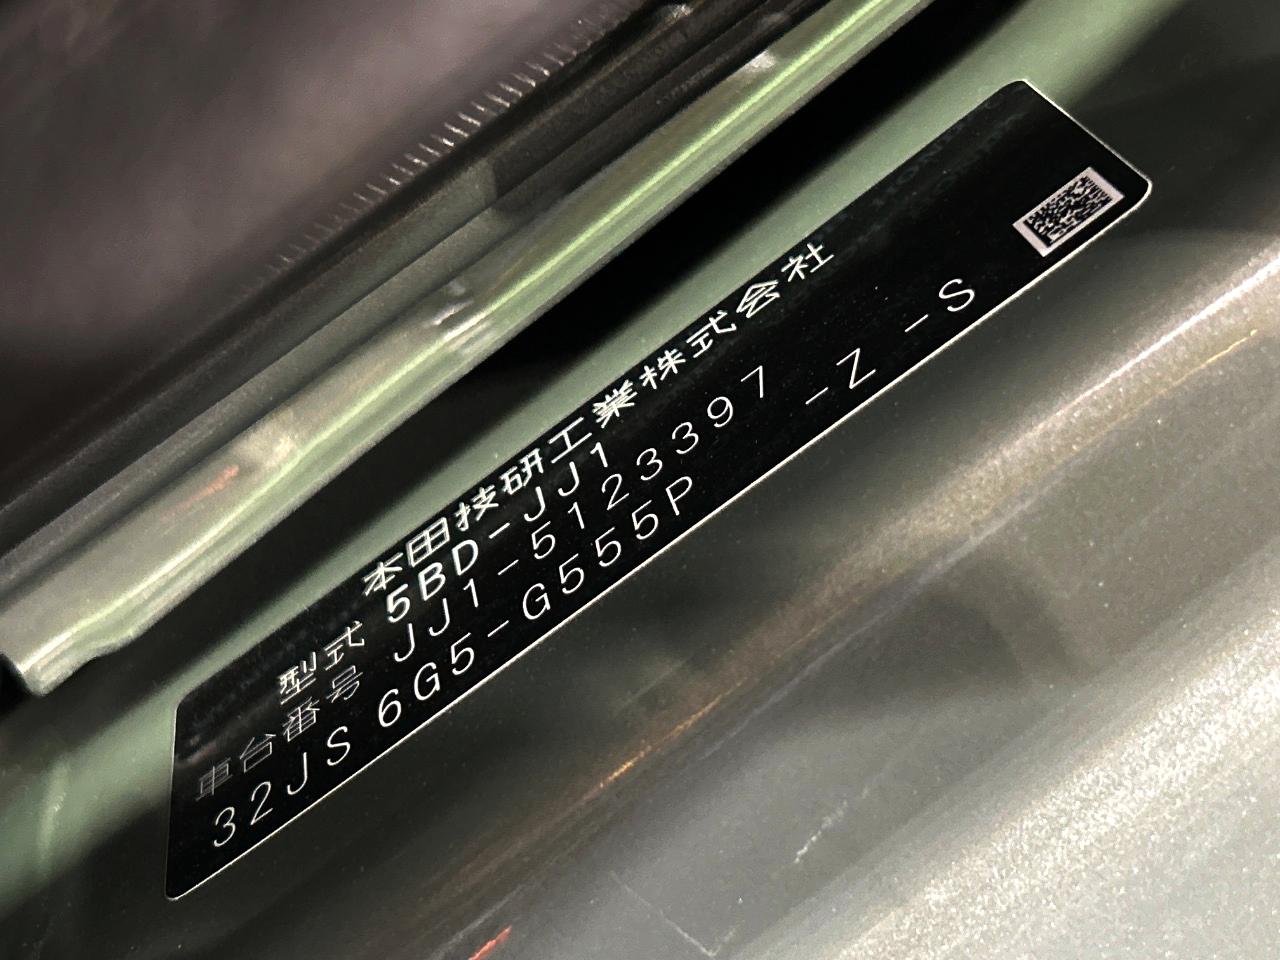 本田技研工業株式会社
型式 5BD-JJ1
車台番号 JJ1-5123397
32JS 6G5-G555P -Z -S